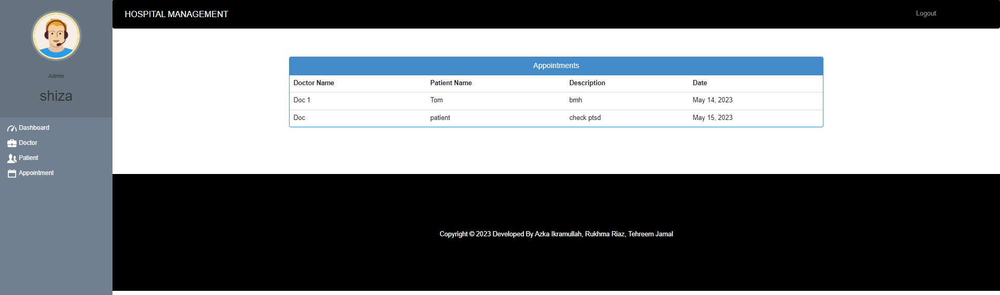 HOSPITAL MANAGEMENT
Logout
Admin
shiza
Dashboard
Doctor
Patient
Appointment
Appointments
Doctor Name Patient Name Description Date
Doc 1 Tom bmh May 14, 2023
Doc patient check ptsd May 15, 2023
Copyright © 2023 Developed By Azka Ikramullah, Rukhma Riaz, Tehreem Jamal